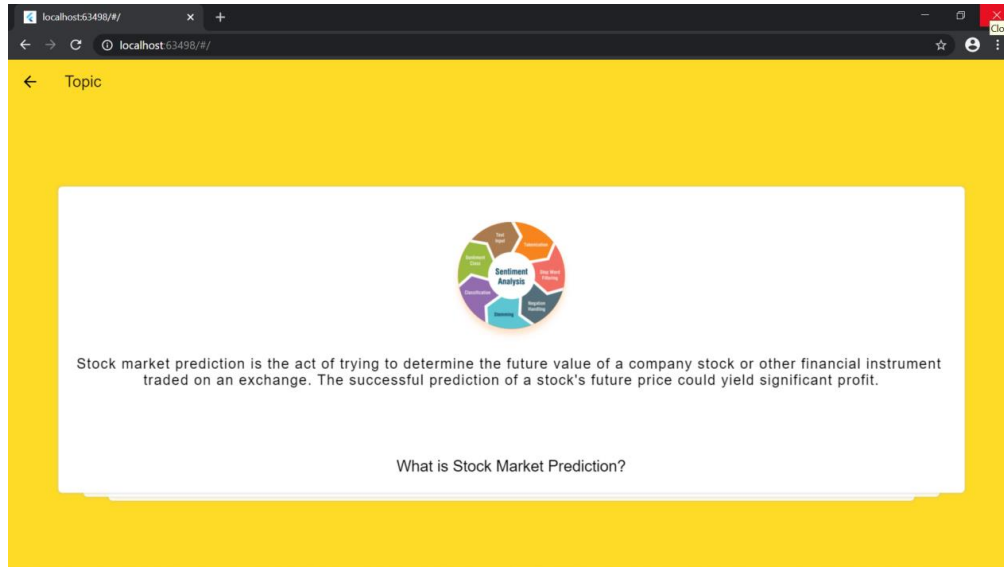 localhost:63498/#/
Clo
localhost:63498/#/
Topic
Text
Input
Tokenization
Stop Word
Filtering
Negation
Handling
Stemming
Classification
Sentiment
Class
Sentiment
Analysis
Stock market prediction is the act of trying to determine the future value of a company stock or other financial instrument
traded on an exchange. The successful prediction of a stock's future price could yield significant profit.
What is Stock Market Prediction?